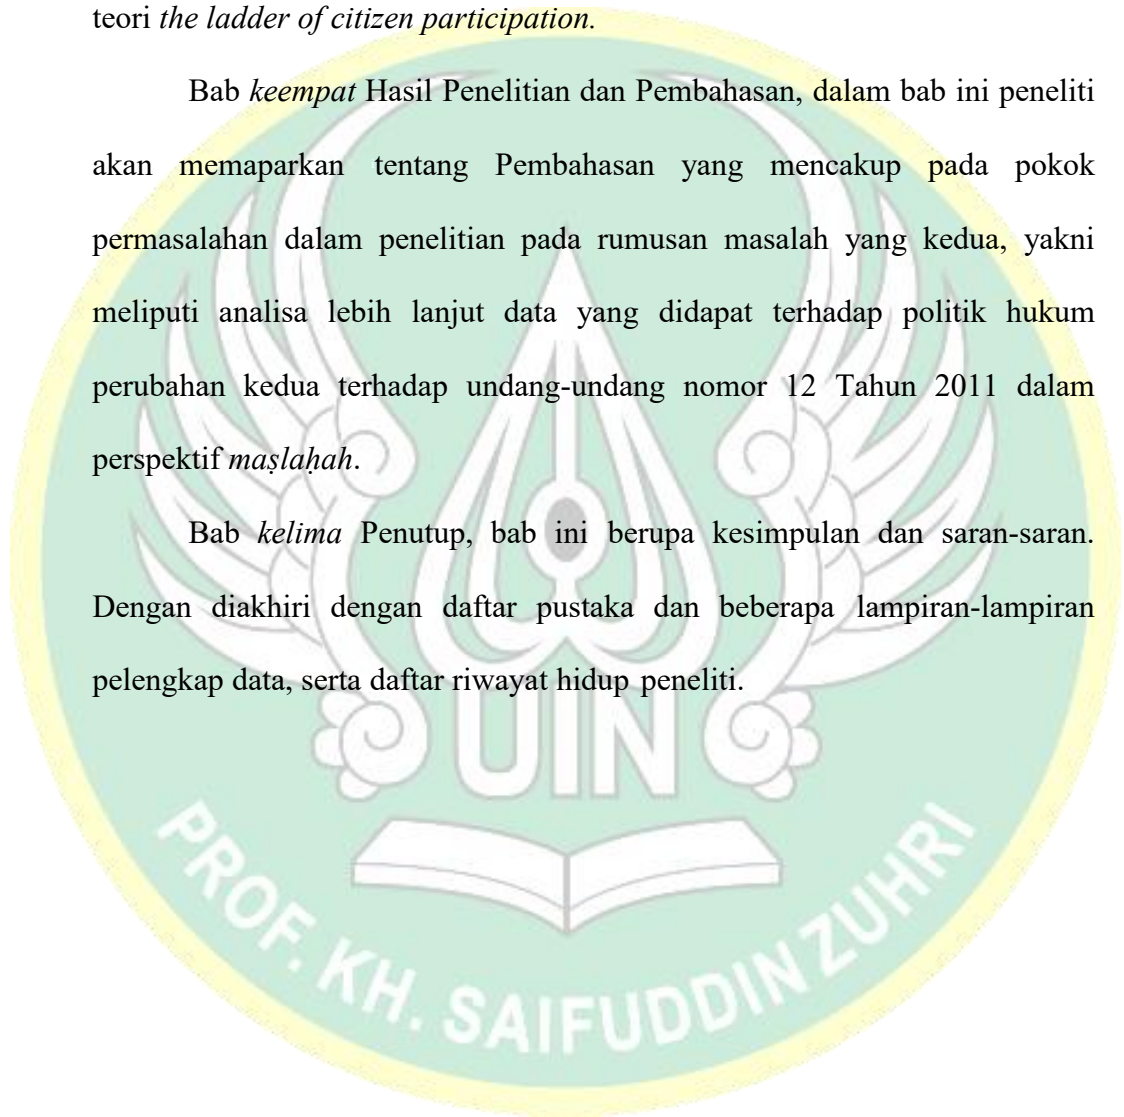 teori the ladder of citizen participation.
Bab keempat Hasil Penelitian dan Pembahasan, dalam bab ini peneliti
akan memaparkan tentang Pembahasan yang mencakup pada pokok
permasalahan dalam penelitian pada rumusan masalah yang kedua, yakni
meliputi analisa lebih lanjut data yang didapat terhadap politik hukum
perubahan kedua terhadap undang-undang nomor 12 Tahun 2011 dalam
perspektif maṣlaḥah.
Bab kelima Penutup, bab ini berupa kesimpulan dan saran-saran.
Dengan diakhiri dengan daftar pustaka dan beberapa lampiran-lampiran
pelengkap data, serta daftar riwayat hidup peneliti.
UIN
PROF. KH. SAIFUDDIN ZUHRI